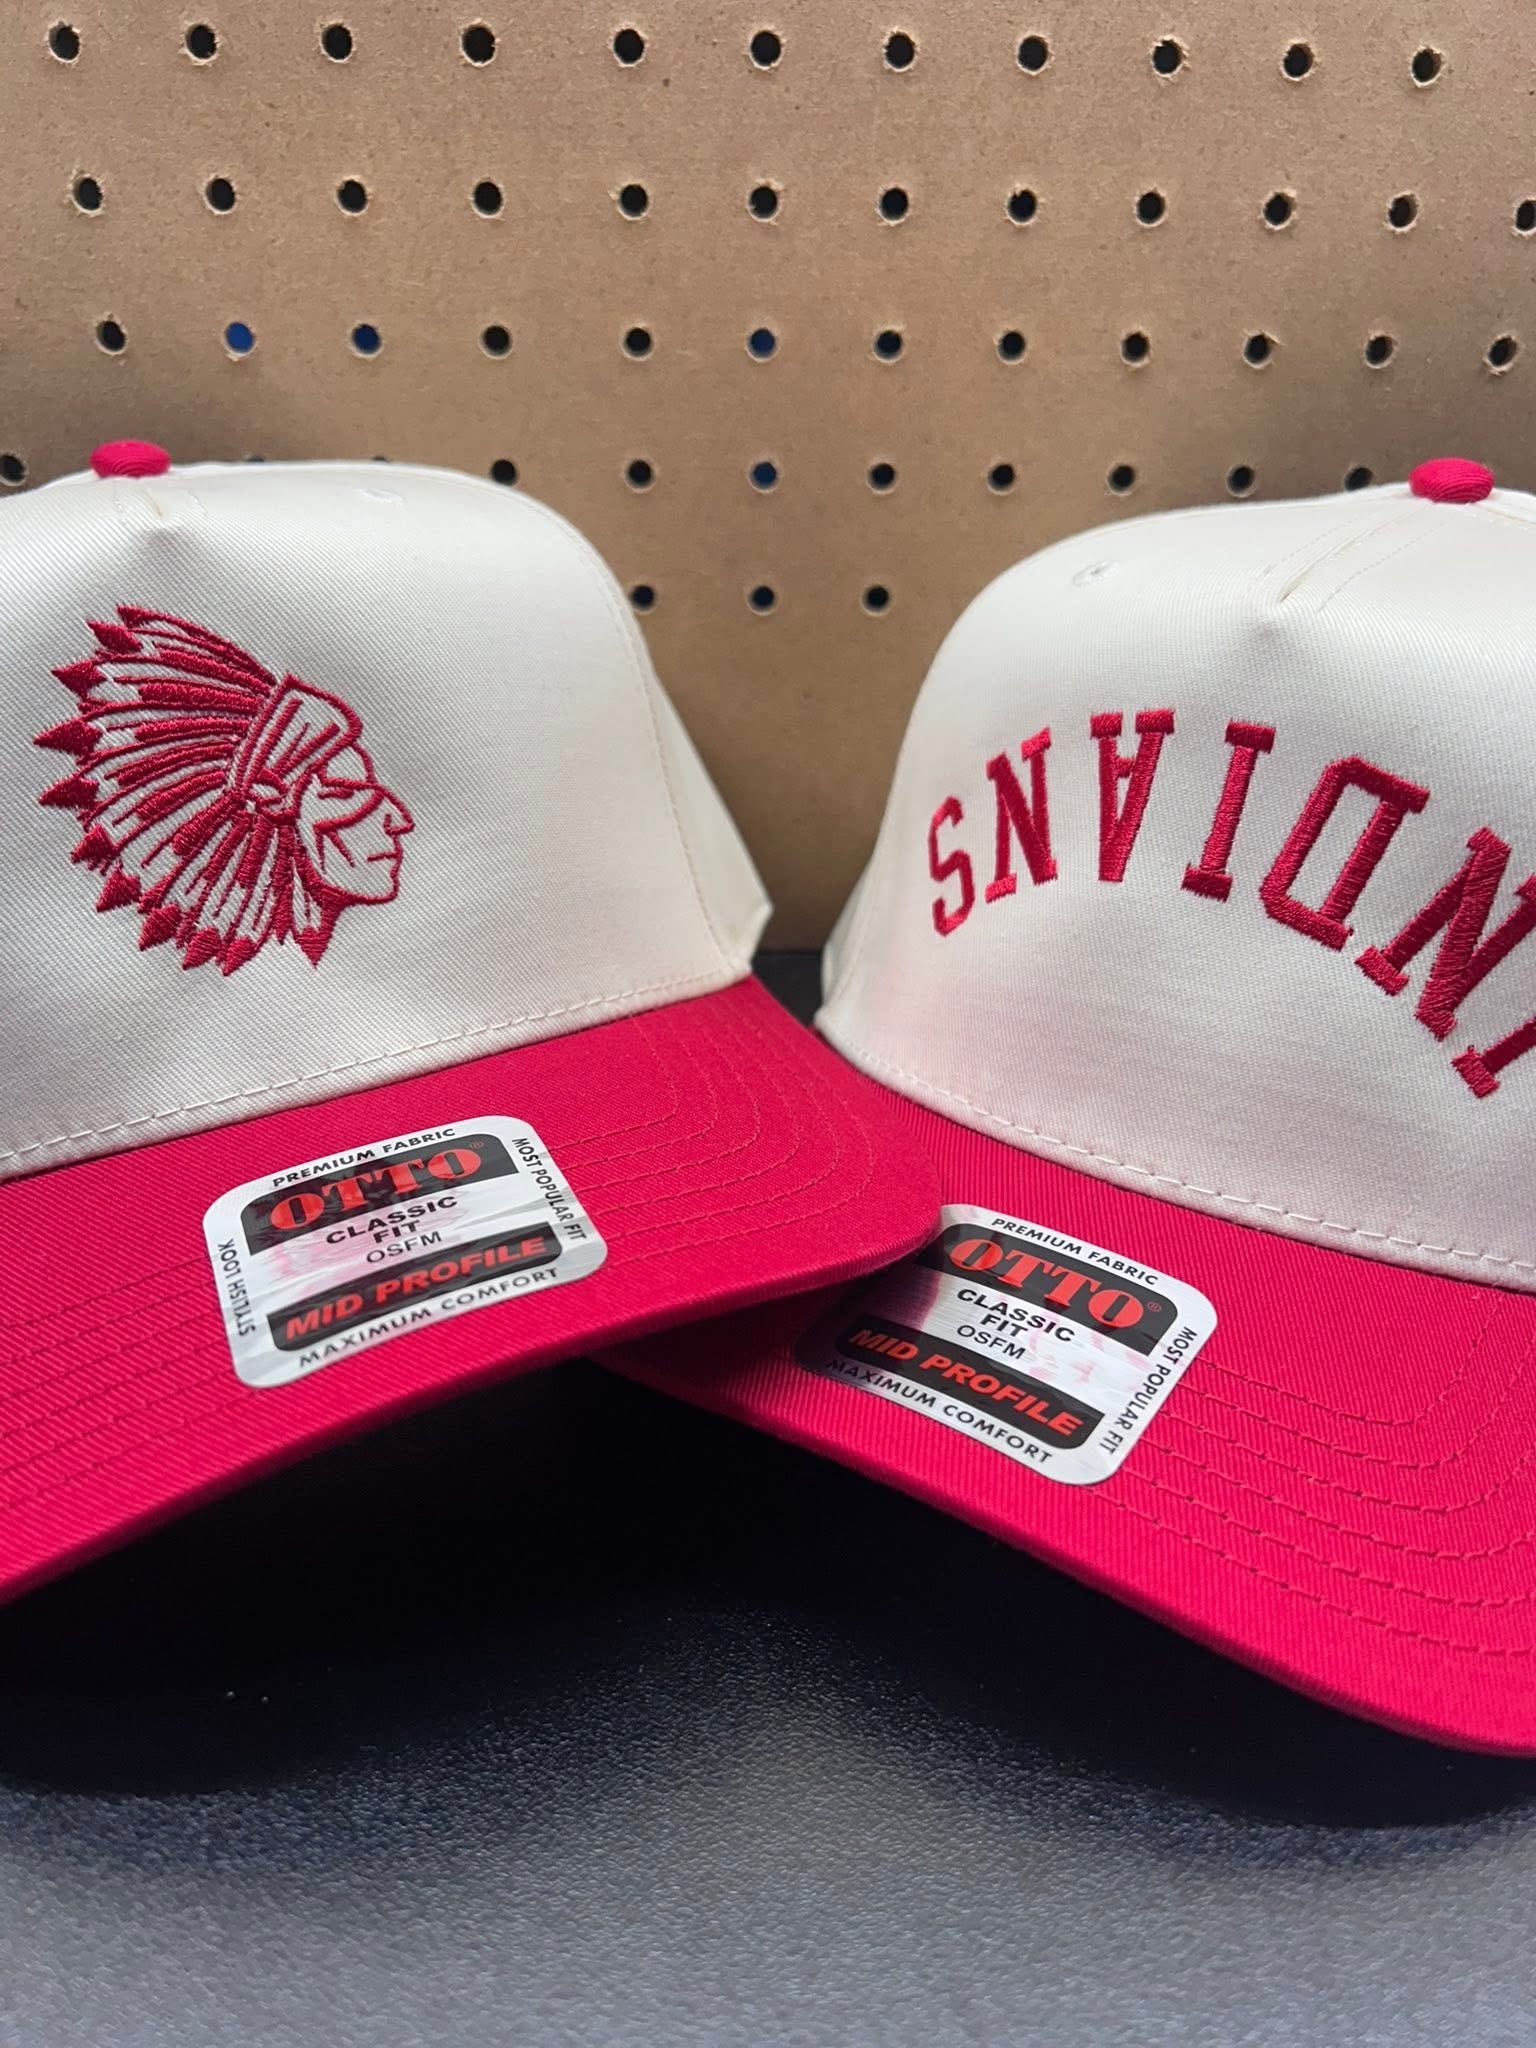 PREMIUM FABRIC
OTTO®
CLASSIC
FIT
OSFM
MID PROFILE
MAXIMUM COMFORT
MOST POPULAR FIT
STYLISH LOOK
INDIANS
PREMIUM FABRIC
OTTO®
CLASSIC
FIT
OSFM
MID PROFILE
MAXIMUM COMFORT
MOST POPULAR FIT